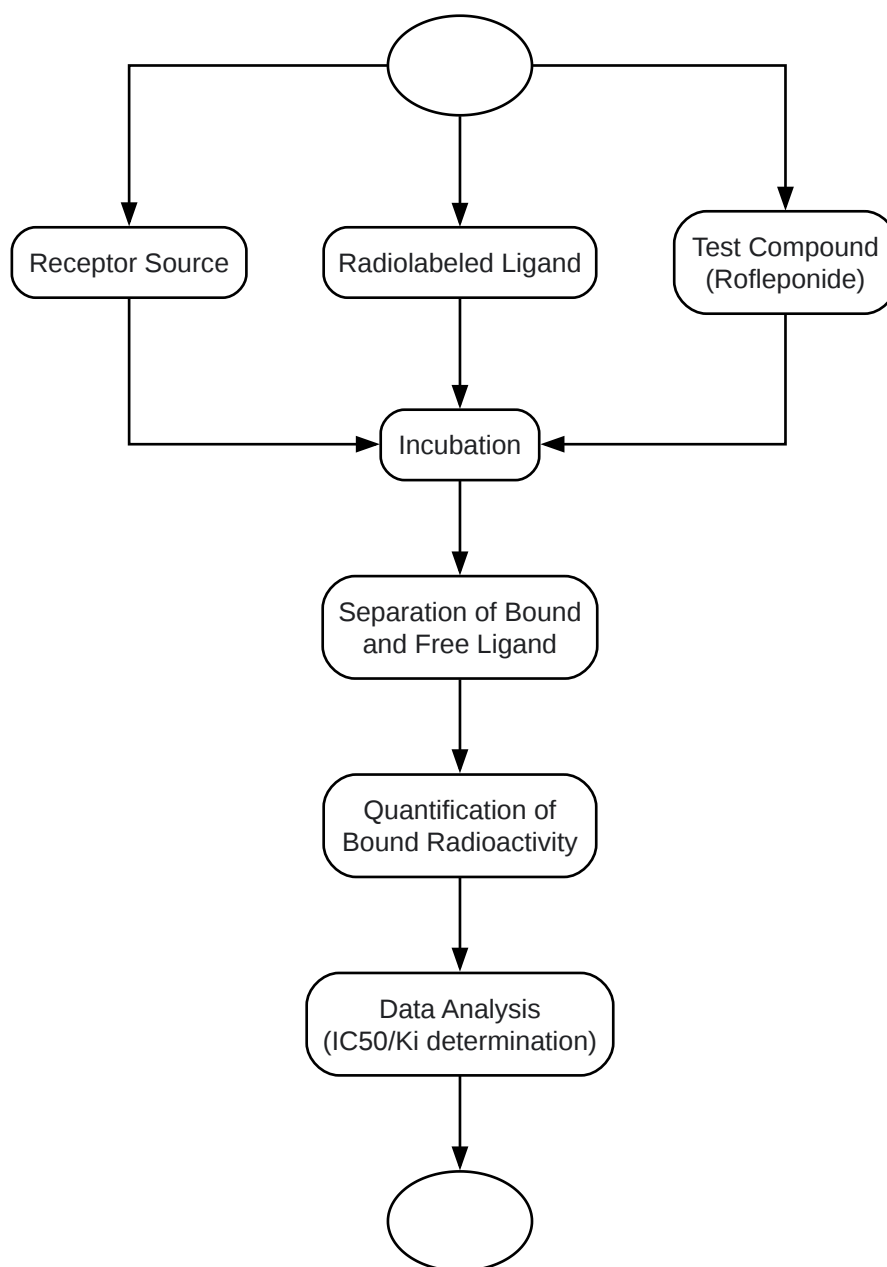 Receptor Source
Radiolabeled Ligand
Test Compound
(Rofleponide)
Incubation
Separation of Bound
and Free Ligand
Quantification of
Bound Radioactivity
Data Analysis
(IC50/Ki determination)